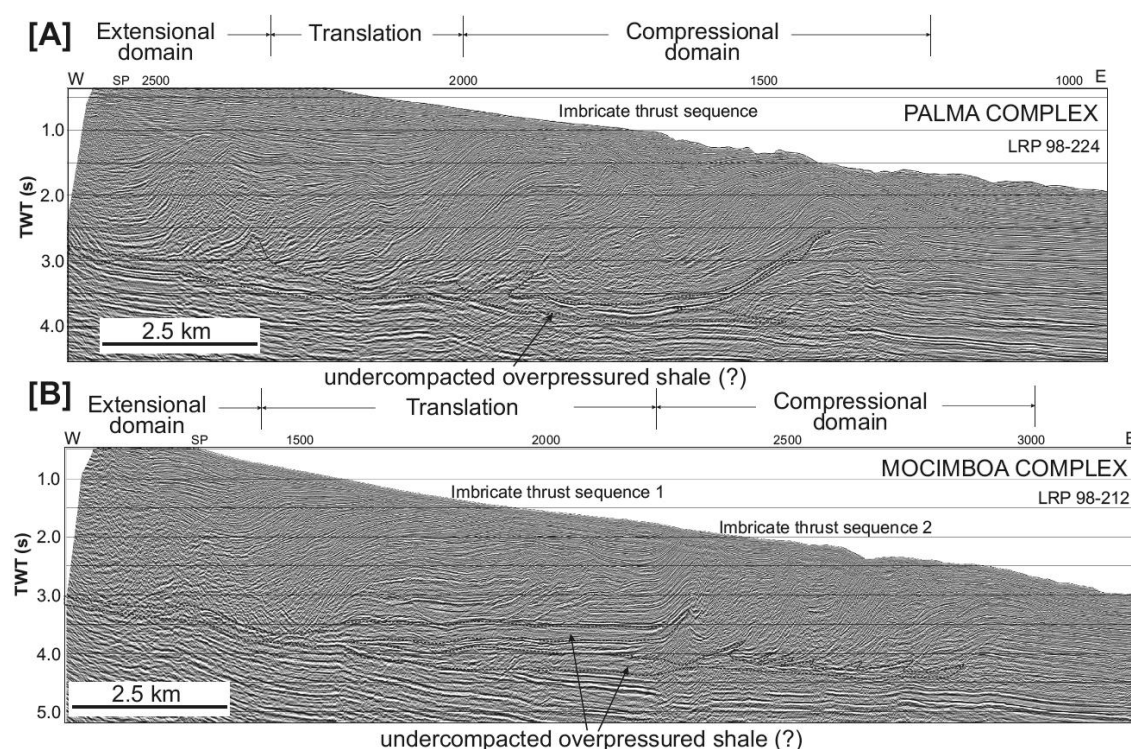 [A]
Extensional domain
Translation
Compressional domain
W SP 2500 2000 1500 1000 E
Imbricate thrust sequence
PALMA COMPLEX
LRP 98-224
TWT (s)
1.0
2.0
3.0
4.0
2.5 km
undercompacted overpressured shale (?)
[B]
Extensional domain
Translation
Compressional domain
W SP 1500 2000 2500 3000 E
Imbricate thrust sequence 1
MOCIMBOA COMPLEX
LRP 98-212
Imbricate thrust sequence 2
TWT (s)
1.0
2.0
3.0
4.0
5.0
2.5 km
undercompacted overpressured shale (?)